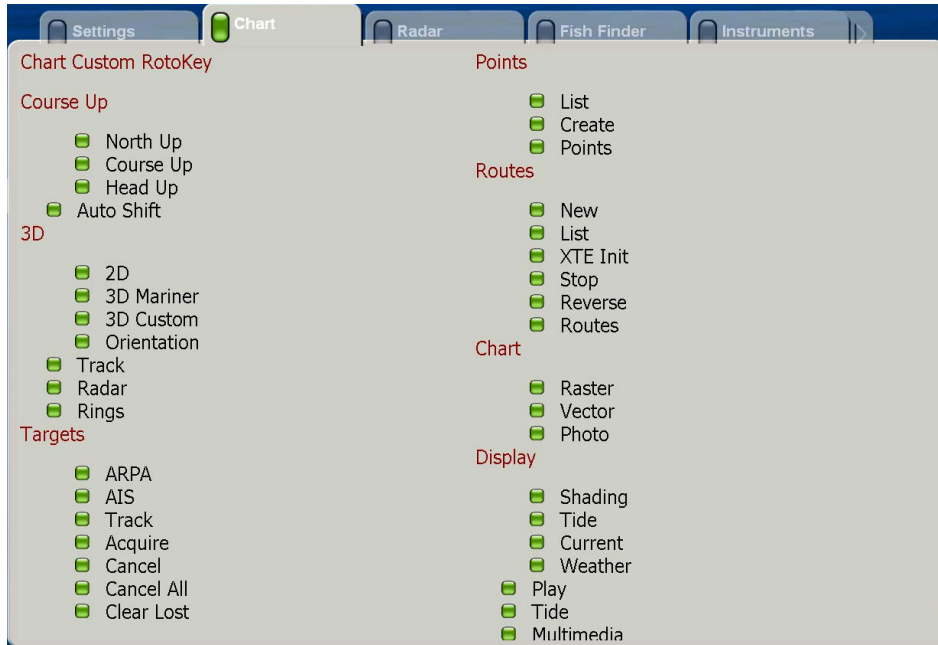 Settings
Chart
Radar
Fish Finder
Instruments
Chart Custom RotoKey
Course Up
North Up
Course Up
Head Up
Auto Shift
3D
2D
3D Mariner
3D Custom
Orientation
Track
Radar
Rings
Targets
ARPA
AIS
Track
Acquire
Cancel
Cancel All
Clear Lost
Points
List
Create
Points
Routes
New
List
XTE Init
Stop
Reverse
Routes
Chart
Raster
Vector
Photo
Display
Shading
Tide
Current
Weather
Play
Tide
Multimedia